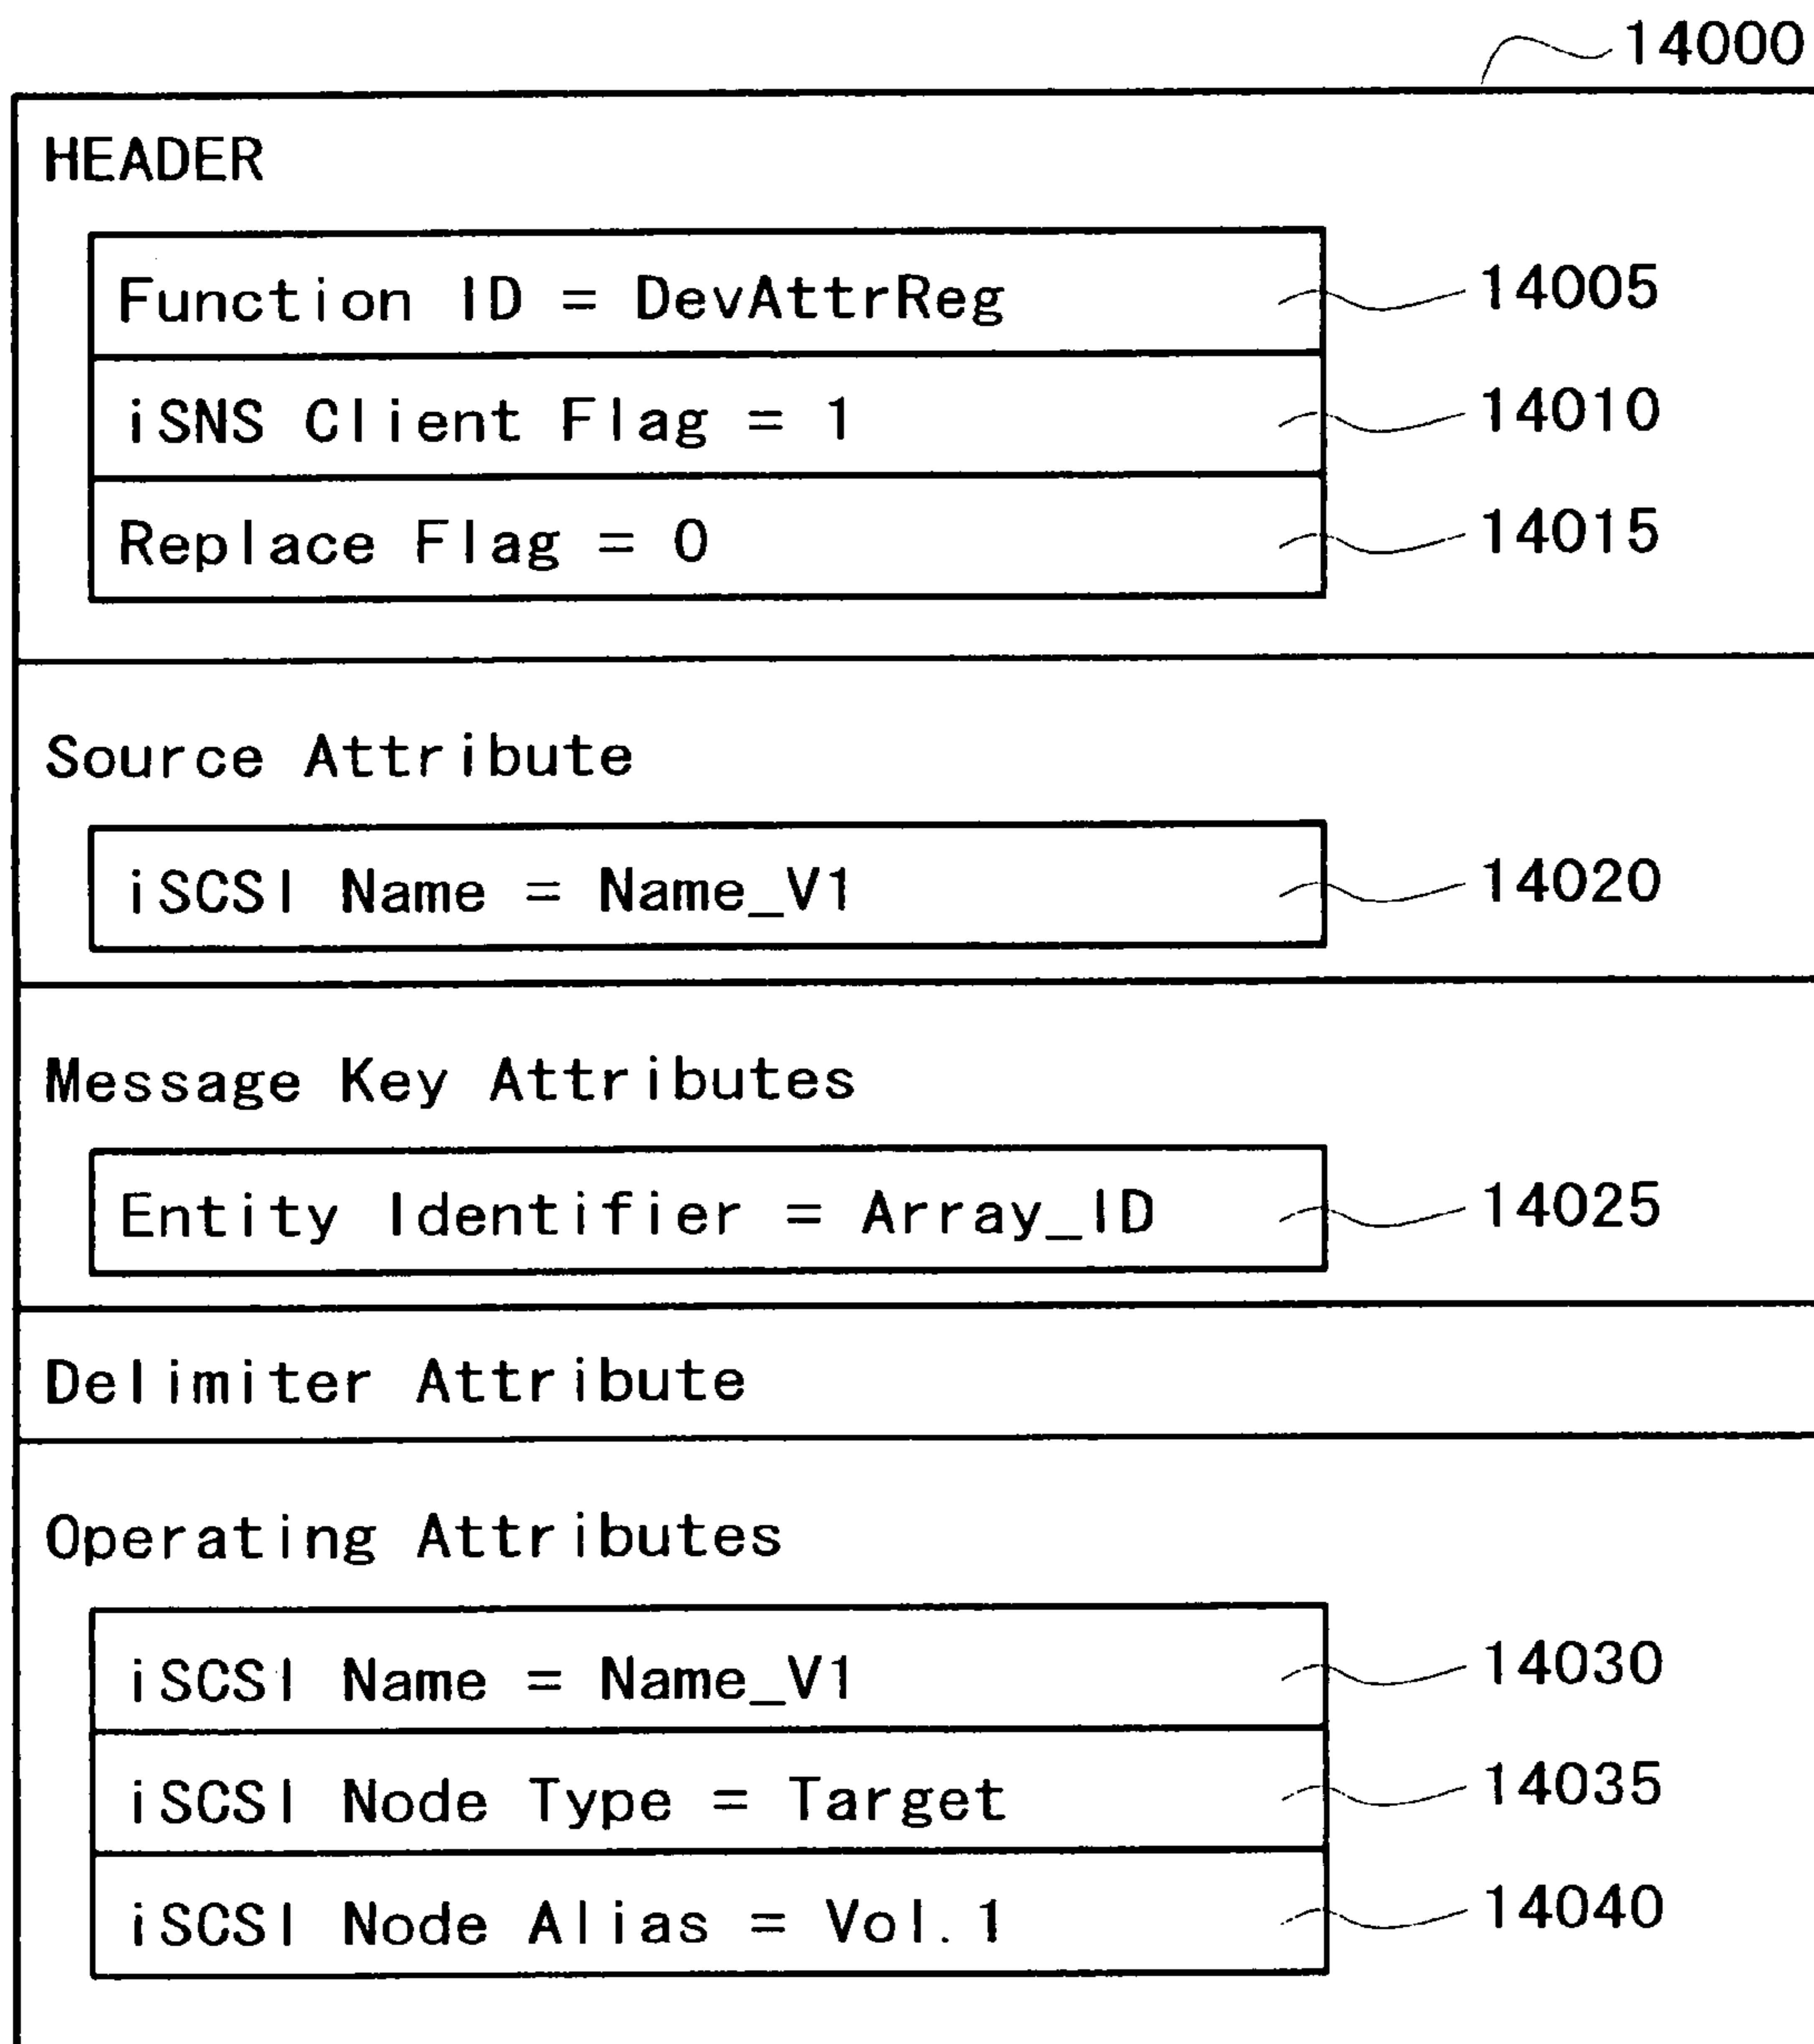 14000
HEADER
Function ID = DevAttrReg 14005
iSNS Client Flag = 1 14010
Replace Flag = 0 14015
Source Attribute
iSCSI Name = Name_V1 14020
Message Key Attributes
Entity Identifier = Array_ID 14025
Delimiter Attribute
Operating Attributes
iSCSI Name = Name_V1 14030
iSCSI Node Type = Target 14035
iSCSI Node Alias = Vol.1 14040